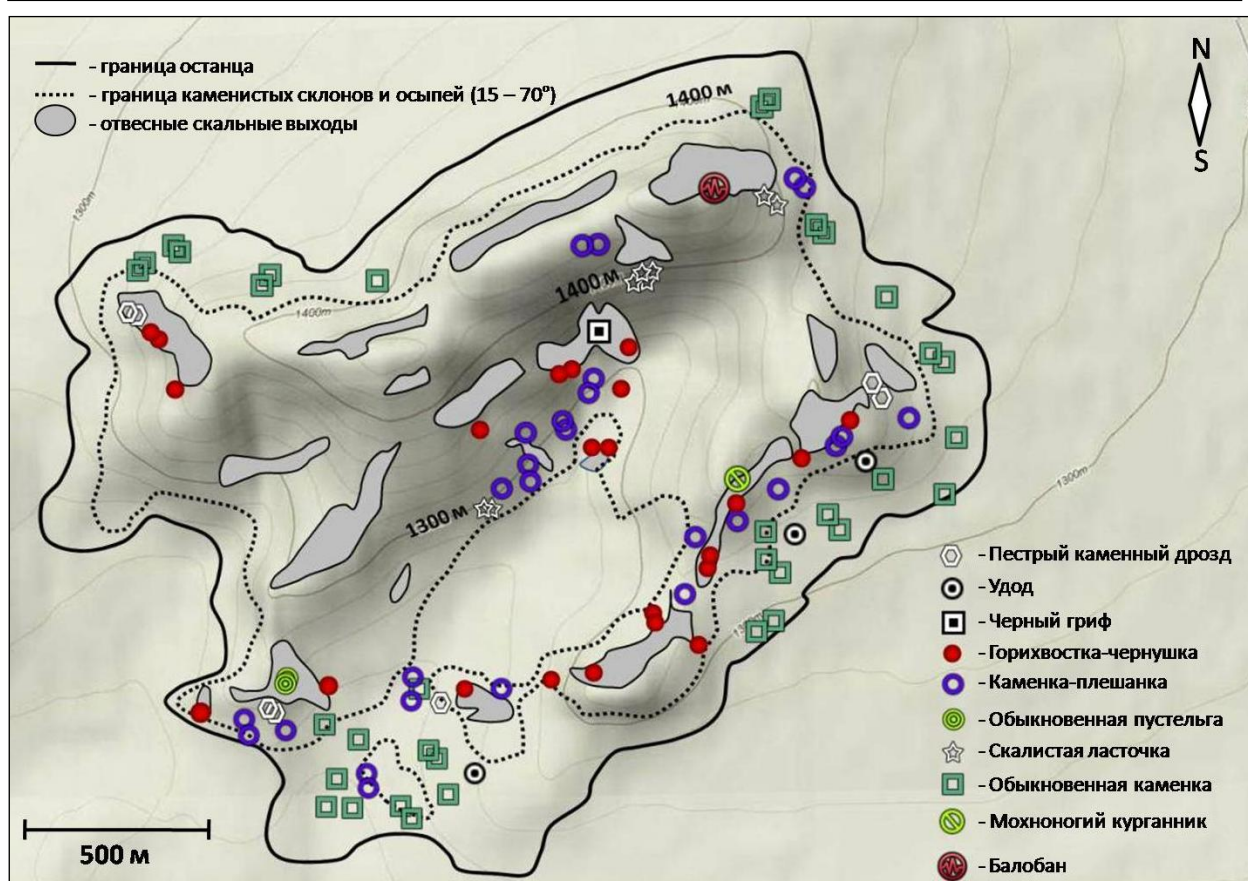 - граница останца
- граница каменистых склонов и осыпей (15 – 70°)
- отвесные скальные выходы
N
S
1400 м
1300m
1400 м
1400m
1300 м
1300m
- Пестрый каменный дрозд
- Удод
- Черный гриф
- Горихвостка-чернушка
- Каменка-плешанка
- Обыкновенная пустельга
- Скалистая ласточка
- Обыкновенная каменка
- Мохноногий курганник
- Балобан
500 м